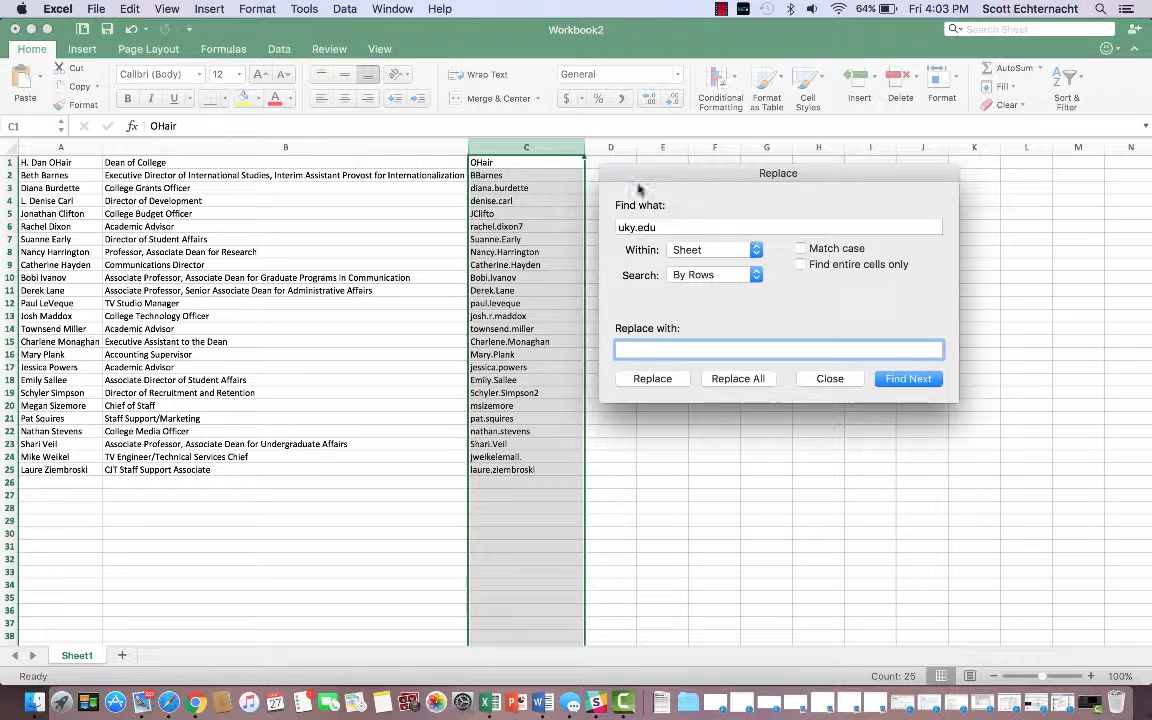 Excel File Edit View Insert Format Tools Data Window Help 64% Fri 4:03 PM Scott Echternacht
Workbook2 Search Sheet
Home Insert Page Layout Formulas Data Review View
Paste Cut Copy Format Calibri (Body) 12 A A Wrap Text General Conditional Formatting Format as Table Cell Styles Insert Delete Format AutoSum Fill Clear Sort & Filter
B I U A Merge & Center $ %
C1 fx OHair
A B C D E F G H I J K L M N
1 H. Dan OHair Dean of College OHair
2 Beth Barnes Executive Director of International Studies, Interim Assistant Provost for Internationalization BBarnes
3 Diana Burdette College Grants Officer diana.burdette
4 L. Denise Carl Director of Development denise.carl
5 Jonathan Clifton College Budget Officer JClifto
6 Rachel Dixon Academic Advisor rachel.dixon7
7 Suanne Early Director of Student Affairs Suanne.Early
8 Nancy Harrington Professor, Associate Dean for Research Nancy.Harrington
9 Catherine Hayden Communications Director Catherine.Hayden
10 Bobi Ivanov Associate Professor, Associate Dean for Graduate Programs in Communication Bobi.Ivanov
11 Derek Lane Associate Professor, Senior Associate Dean for Administrative Affairs Derek.Lane
12 Paul LeVeque TV Studio Manager paul.leveque
13 Josh Maddox College Technology Officer josh.r.maddox
14 Townsend Miller Academic Advisor townsend.miller
15 Charlene Monaghan Executive Assistant to the Dean Charlene.Monaghan
16 Mary Plank Accounting Supervisor Mary.Plank
17 Jessica Powers Academic Advisor jessica.powers
18 Emily Sallee Associate Director of Student Affairs Emily.Sallee
19 Schyler Simpson Director of Recruitment and Retention Schyler.Simpson2
20 Megan Sizemore Chief of Staff msizemore
21 Pat Squires Staff Support/Marketing pat.squires
22 Nathan Stevens College Media Officer nathan.stevens
23 Shari Veil Associate Professor, Associate Dean for Undergraduate Affairs Shari.Veil
24 Mike Weikel TV Engineer/Technical Services Chief jweikelemail.
25 Laure Ziembroski CJT Staff Support Associate laure.ziembroski
26
27
28
29
30
31
32
33
34
35
36
37
38
Replace
Find what:
uky.edu
Within: Sheet Match case
Find entire cells only
Search: By Rows
Replace with:
Replace Replace All Close Find Next
Sheet1
Ready Count: 25 100%